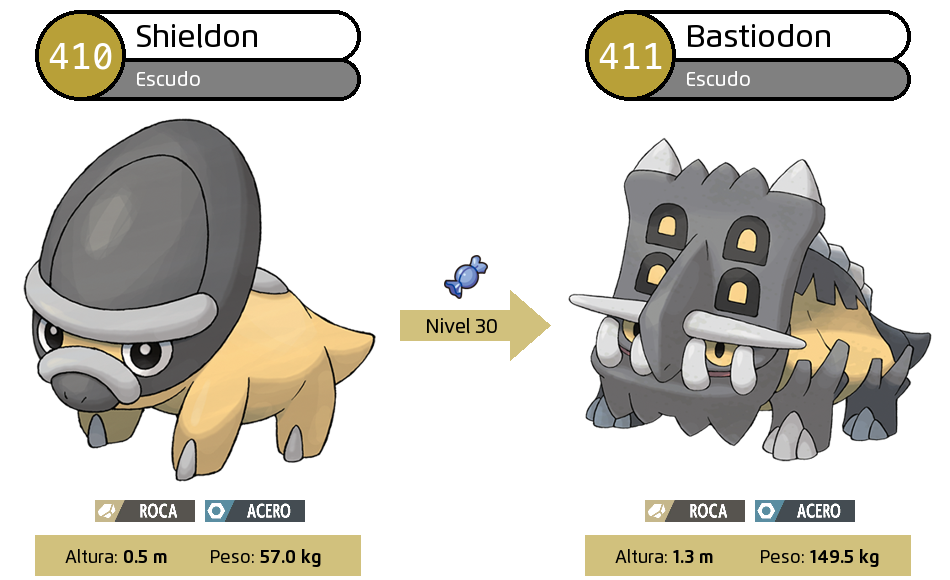 410
Shieldon
Escudo
411
Bastiodon
Escudo
Nivel 30
ROCA
ACERO
ROCA
ACERO
Altura: 0.5 m
Peso: 57.0 kg
Altura: 1.3 m
Peso: 149.5 kg